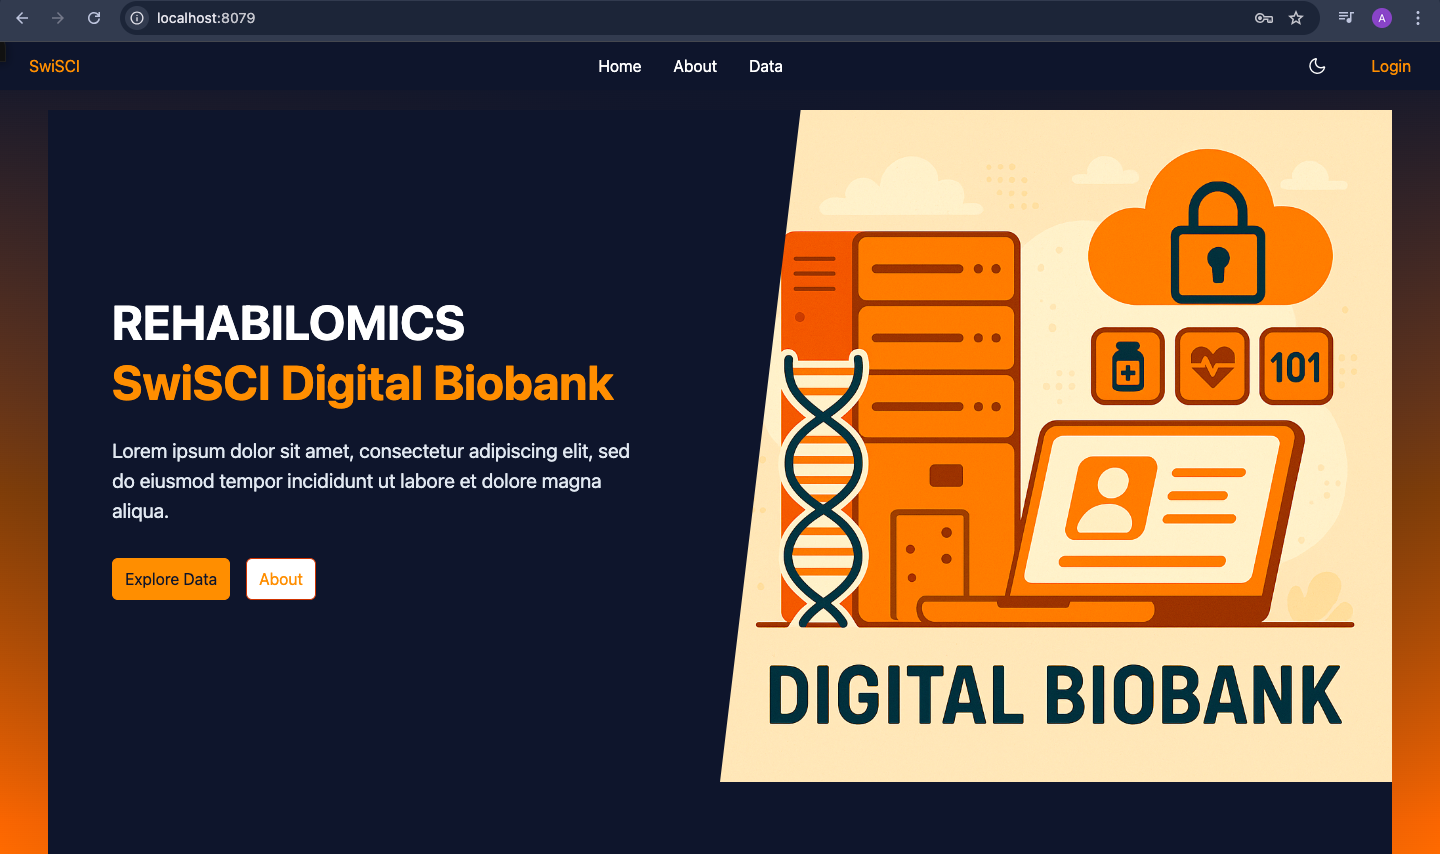 localhost:8079
A
SwiSCI
Home
About
Data
Login
REHABILOMICS
SwiSCI Digital Biobank
Lorem ipsum dolor sit amet, consectetur adipiscing elit, sed
do eiusmod tempor incididunt ut labore et dolore magna
aliqua.
Explore Data
About
101
DIGITAL BIOBANK